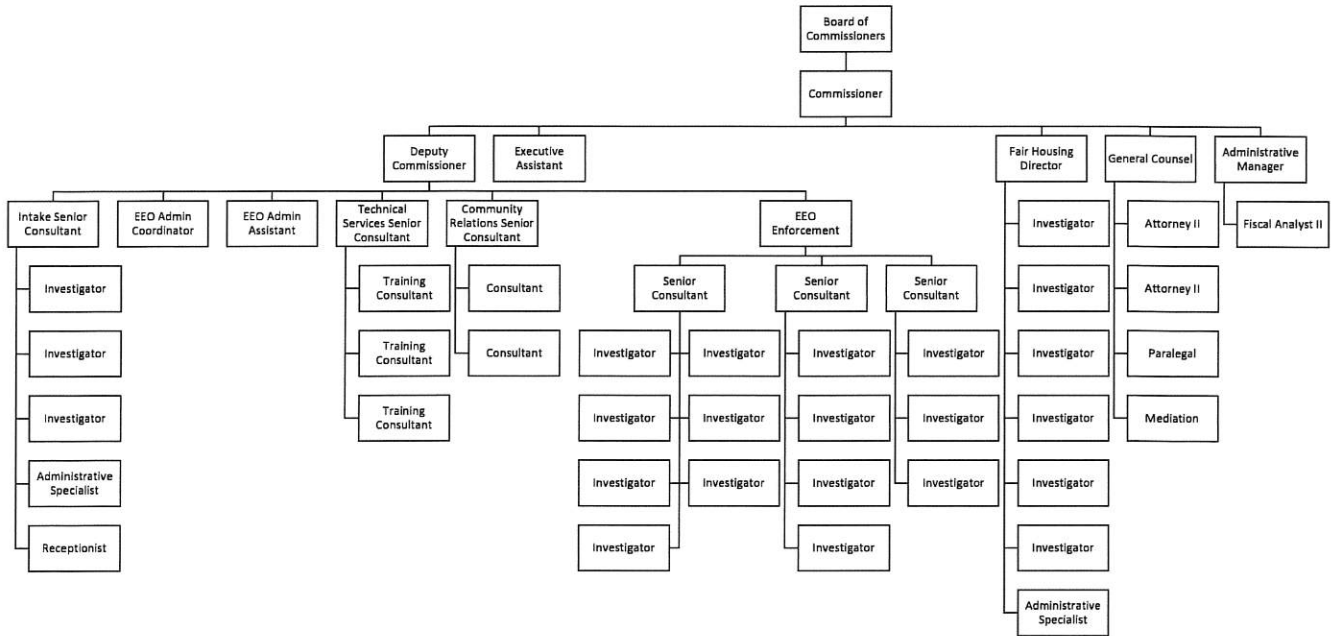 Board of
Commissioners
Commissioner
Deputy
Commissioner
Executive
Assistant
Fair Housing
Director
General Counsel
Administrative
Manager
Intake Senior
Consultant
EEO Admin
Coordinator
EEO Admin
Assistant
Technical
Services Senior
Consultant
Community
Relations Senior
Consultant
EEO
Enforcement
Investigator
Attorney II
Fiscal Analyst II
Investigator
Training
Consultant
Consultant
Senior
Consultant
Senior
Consultant
Senior
Consultant
Investigator
Attorney II
Investigator
Training
Consultant
Consultant
Investigator
Investigator
Investigator
Investigator
Investigator
Paralegal
Investigator
Training
Consultant
Investigator
Investigator
Investigator
Investigator
Investigator
Mediation
Administrative
Specialist
Investigator
Investigator
Investigator
Investigator
Investigator
Receptionist
Investigator
Investigator
Investigator
Administrative
Specialist